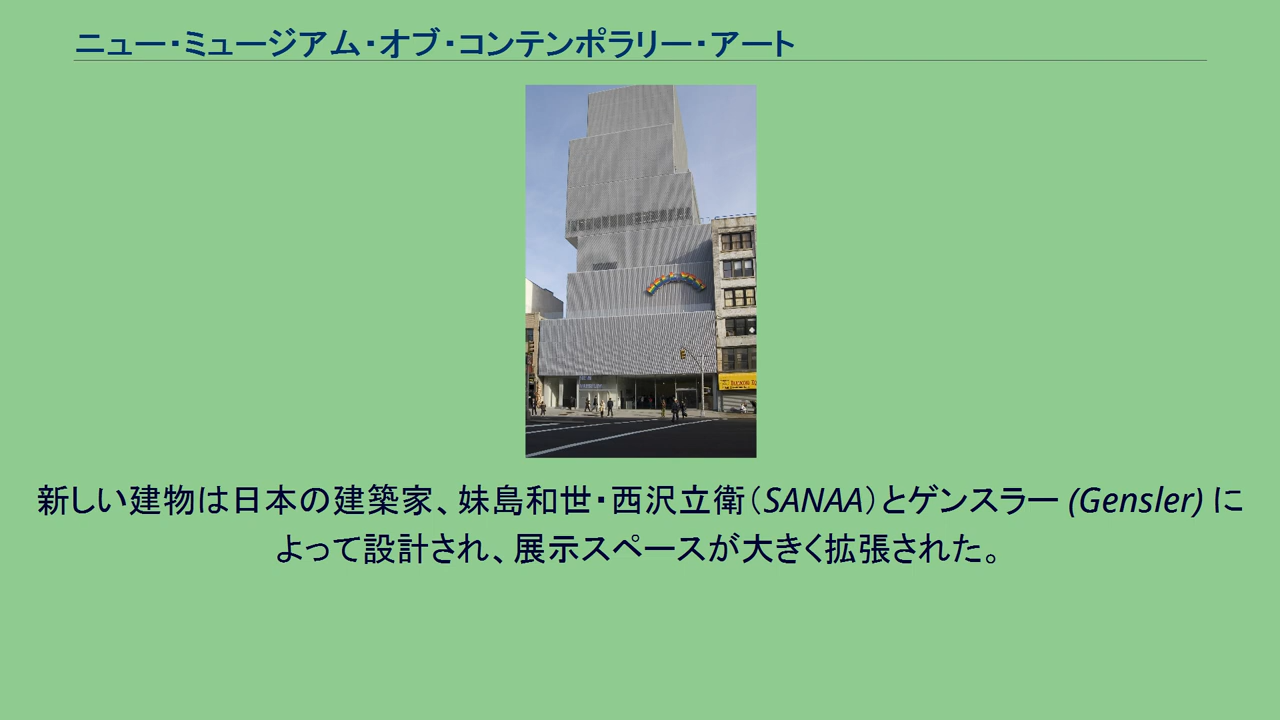 ニュー・ミュージアム・オブ・コンテンポラリー・アート
新しい建物は日本の建築家、妹島和世・西沢立衛（SANAA）とゲンスラー (Gensler) に
よって設計され、展示スペースが大きく拡張された。